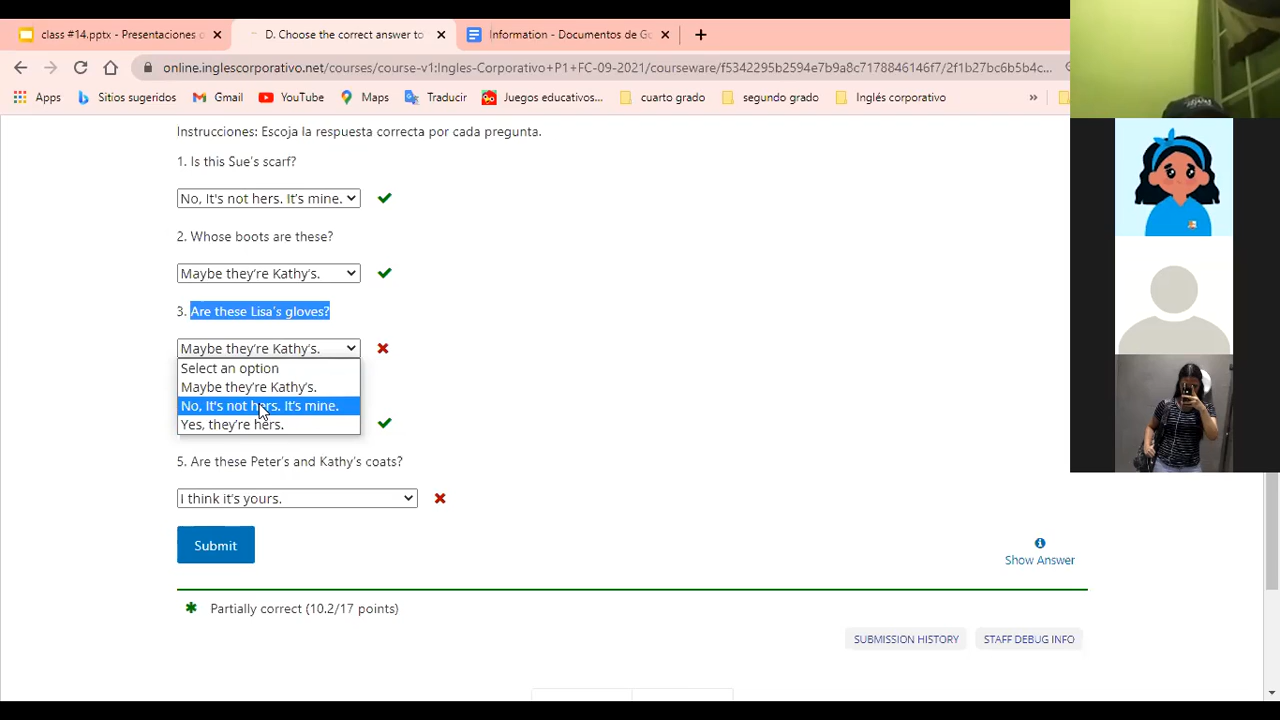 class #14.pptx - Presentaciones
D. Choose the correct answer to
Information - Documentos de Go
online.inglescorporativo.net/courses/course-v1:Ingles-Corporativo+P1+FC-09-2021/courseware/f5342295b2594e7b9a8c7178846146f7/2f1b27bc6b5b4c...
Apps
Sitios sugeridos
Gmail
YouTube
Maps
Traducir
Juegos educativos...
cuarto grado
segundo grado
Inglés corporativo
»
Instrucciones: Escoja la respuesta correcta por cada pregunta.
1. Is this Sue's scarf?
No, It's not hers. It's mine.
2. Whose boots are these?
Maybe they're Kathy's.
3. Are these Lisa's gloves?
Maybe they're Kathy's.
Select an option
Maybe they're Kathy's.
No, It's not hers. It's mine.
Yes, they're hers.
5. Are these Peter's and Kathy's coats?
I think it's yours.
Submit
Show Answer
Partially correct (10.2/17 points)
SUBMISSION HISTORY
STAFF DEBUG INFO